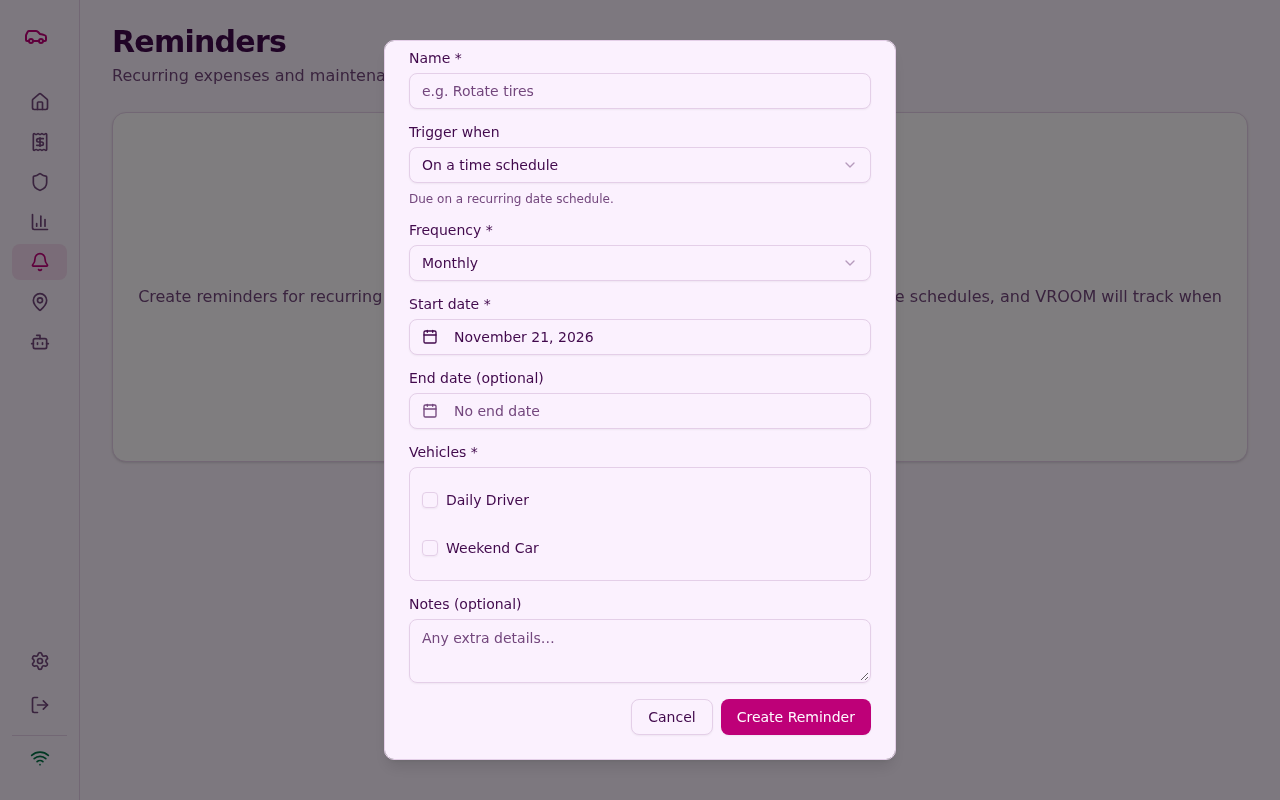 Reminders
Recurring expenses and maintena
Create reminders for recurring
e schedules, and VROOM will track when
Name *
e.g. Rotate tires
Trigger when
On a time schedule
Due on a recurring date schedule.
Frequency *
Monthly
Start date *
November 21, 2026
End date (optional)
No end date
Vehicles *
Daily Driver
Weekend Car
Notes (optional)
Any extra details...
Cancel
Create Reminder